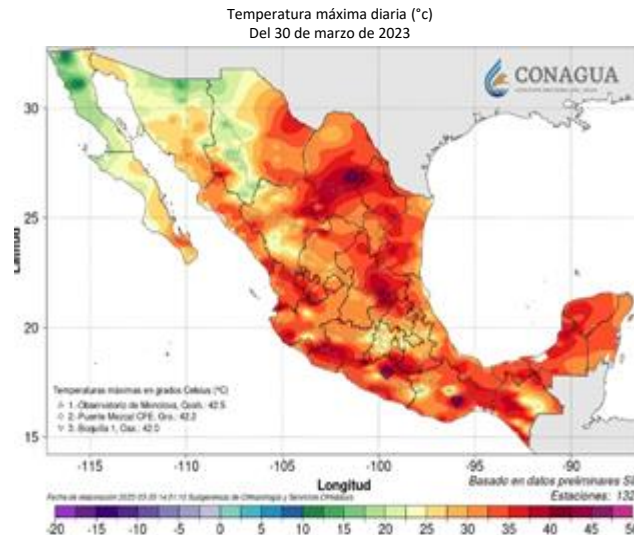 Temperatura máxima diaria (°c)
Del 30 de marzo de 2023
CONAGUA
30
25
20
15
Latitud
Temperaturas máximas en grados Celsius (°C)
1.-Observatorio de Monclova, Coah.: 42.5
2.-Puente Mezcal CFE, Gro.: 42.2
3.-Boquilla 1, Oax.: 42.0
-115 -110 -105 -100 -95 -90
Longitud
Basado en datos preliminares
Estaciones: 132
-20 -15 -10 -5 0 5 10 15 20 25 30 35 40 45 50